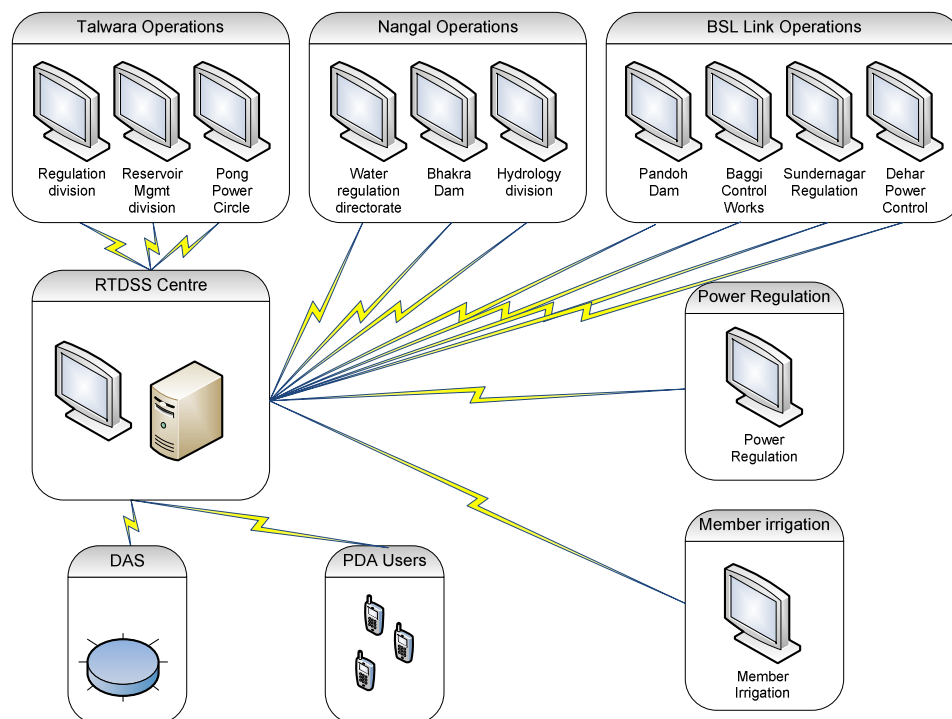 Talwara Operations
Regulation
division
Reservoir
Mgmt
division
Pong
Power
Circle
Nangal Operations
Water
regulation
directorate
Bhakra
Dam
Hydrology
division
BSL Link Operations
Pandoh
Dam
Baggi
Control
Works
Sundernagar
Regulation
Dehar
Power
Control
RTDSS Centre
Power Regulation
Power
Regulation
Member irrigation
Member
Irrigation
DAS
PDA Users